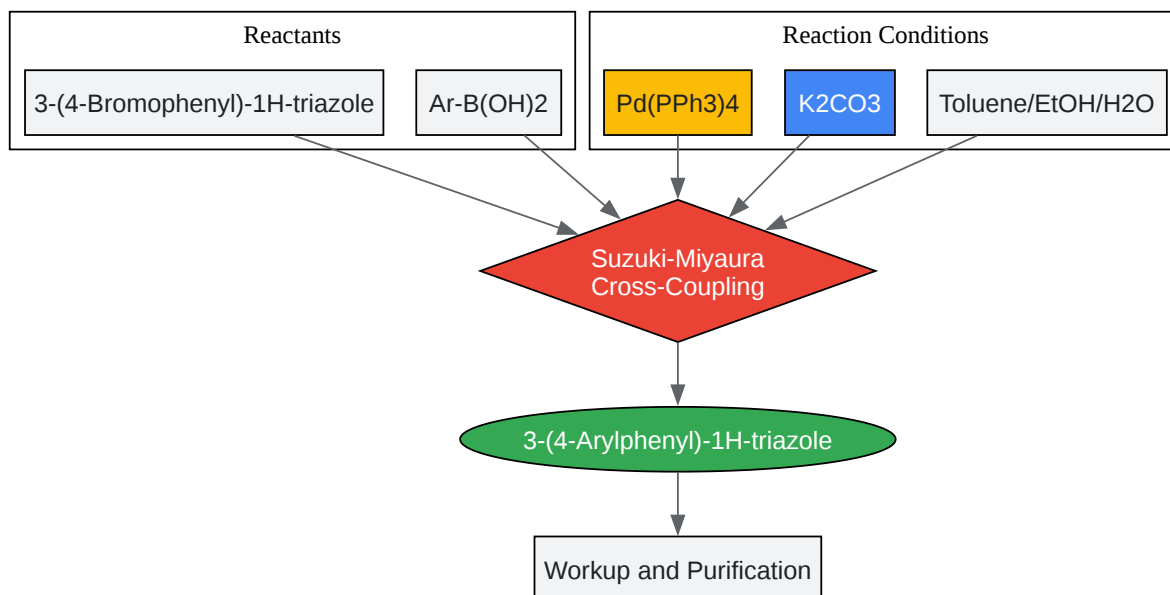 Reactants
Reaction Conditions
3-(4-Bromophenyl)-1H-triazole
Ar-B(OH)2
Pd(PPh3)4
K2CO3
Toluene/EtOH/H2O
Suzuki-Miyaura
Cross-Coupling
3-(4-Arylphenyl)-1H-triazole
Workup and Purification